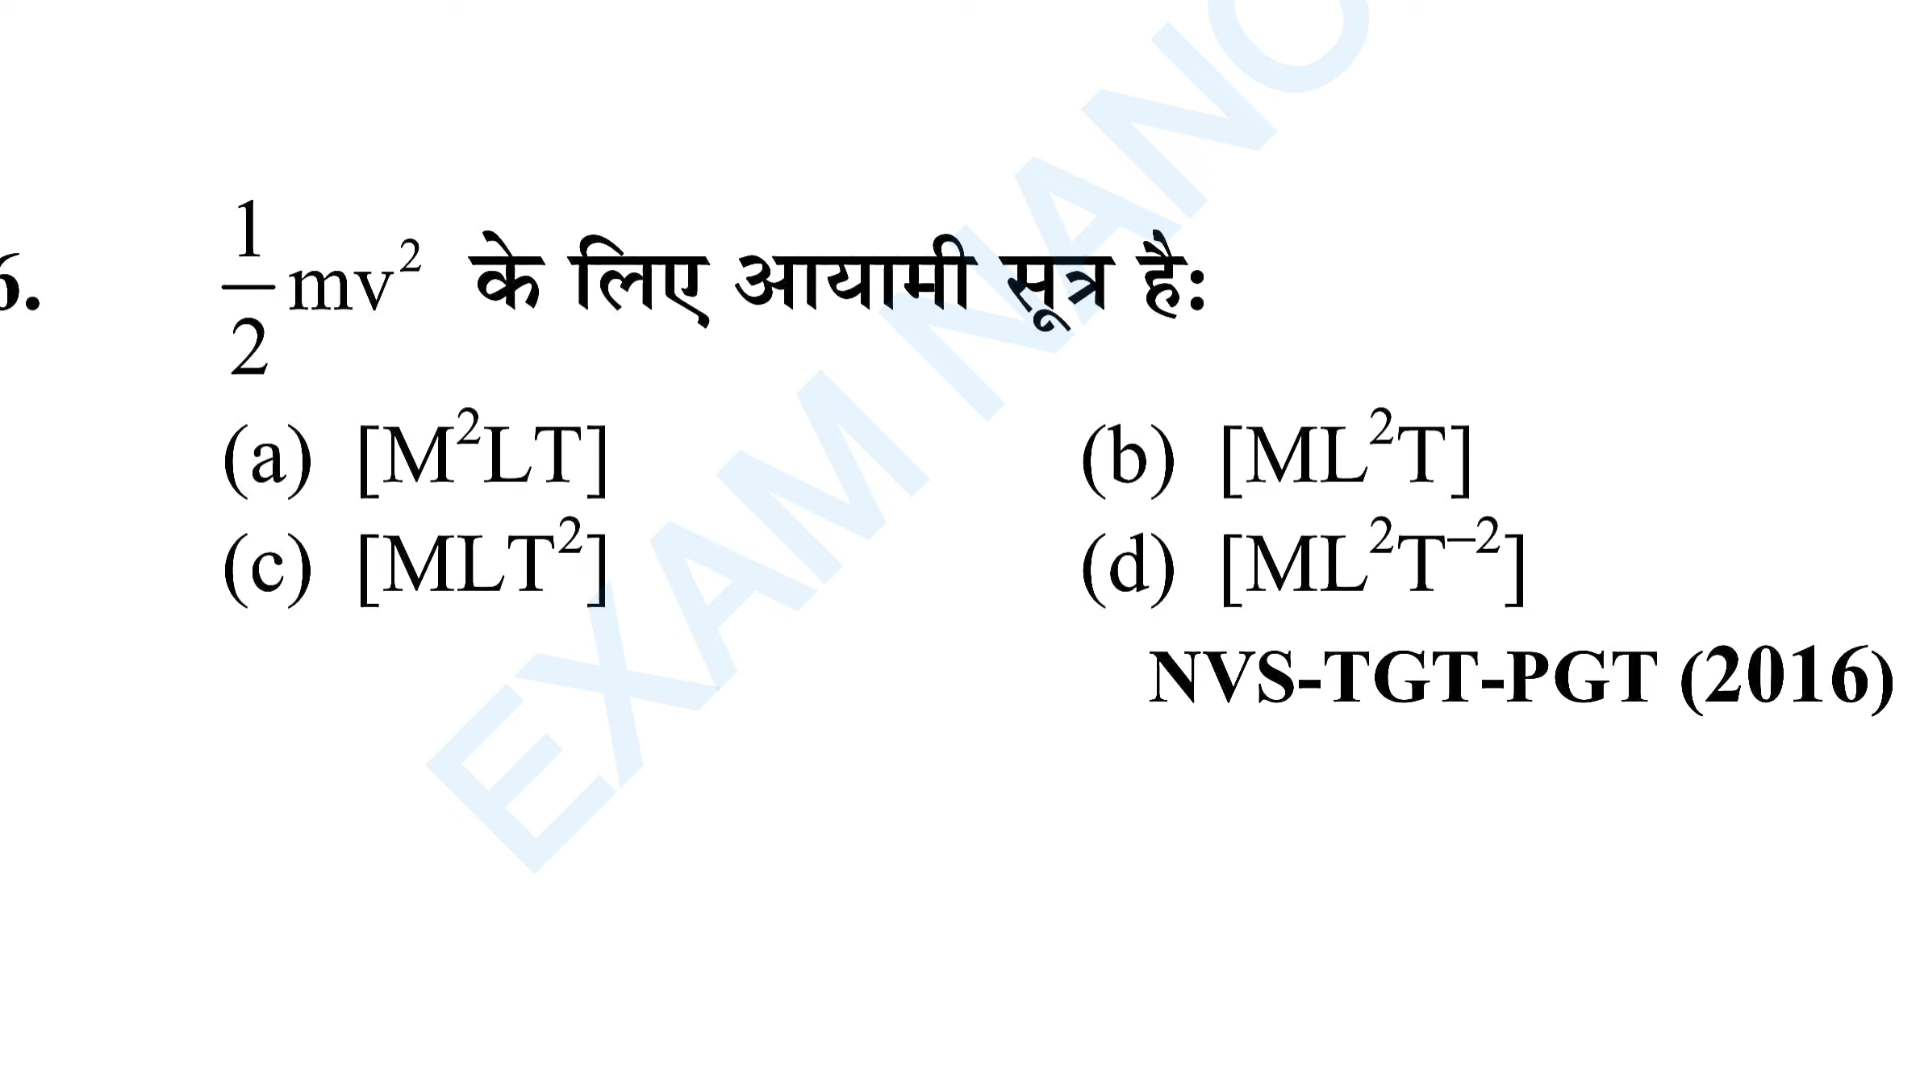 6. 1/2 mv² के लिए आयामी सूत्र है:
(a) [M²LT] (b) [ML²T]
(c) [MLT²] (d) [ML²T⁻²]
NVS-TGT-PGT (2016)
EXAM NANO